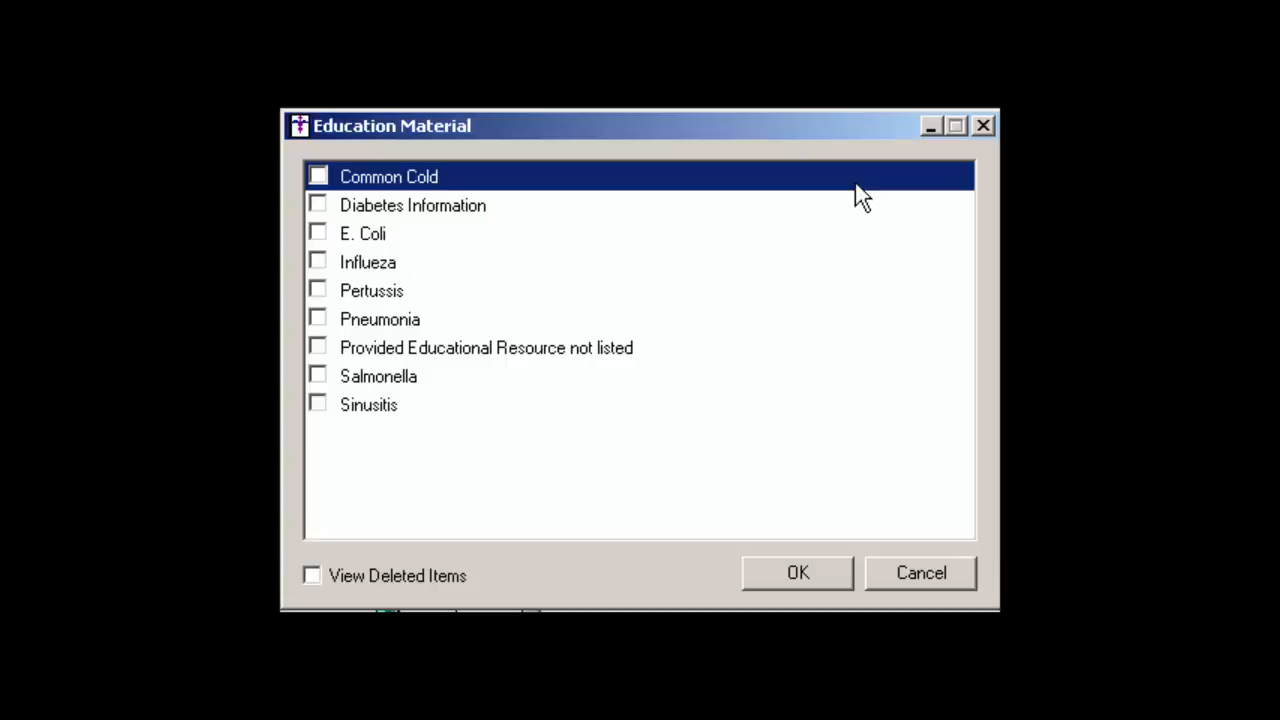 Education Material
Common Cold
Diabetes Information
E. Coli
Influeza
Pertussis
Pneumonia
Provided Educational Resource not listed
Salmonella
Sinusitis
View Deleted Items
OK
Cancel